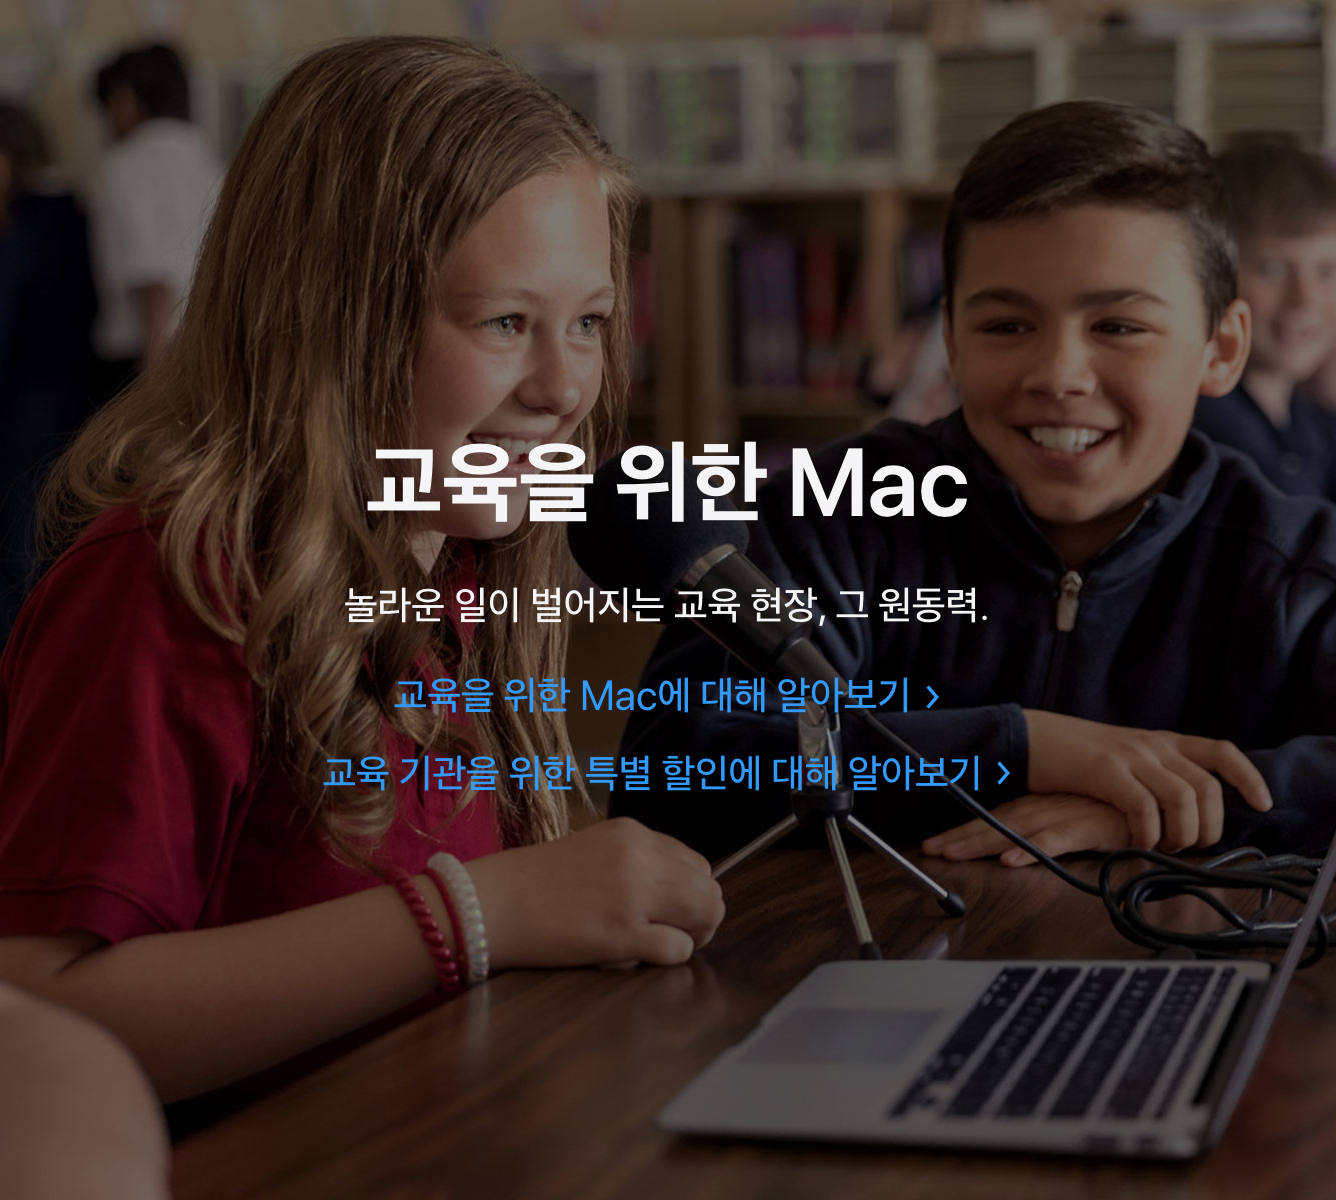 교육을 위한 Mac
놀라운 일이 벌어지는 교육 현장, 그 원동력.
교육을 위한 Mac에 대해 알아보기 >
교육 기관을 위한 특별 할인에 대해 알아보기 >